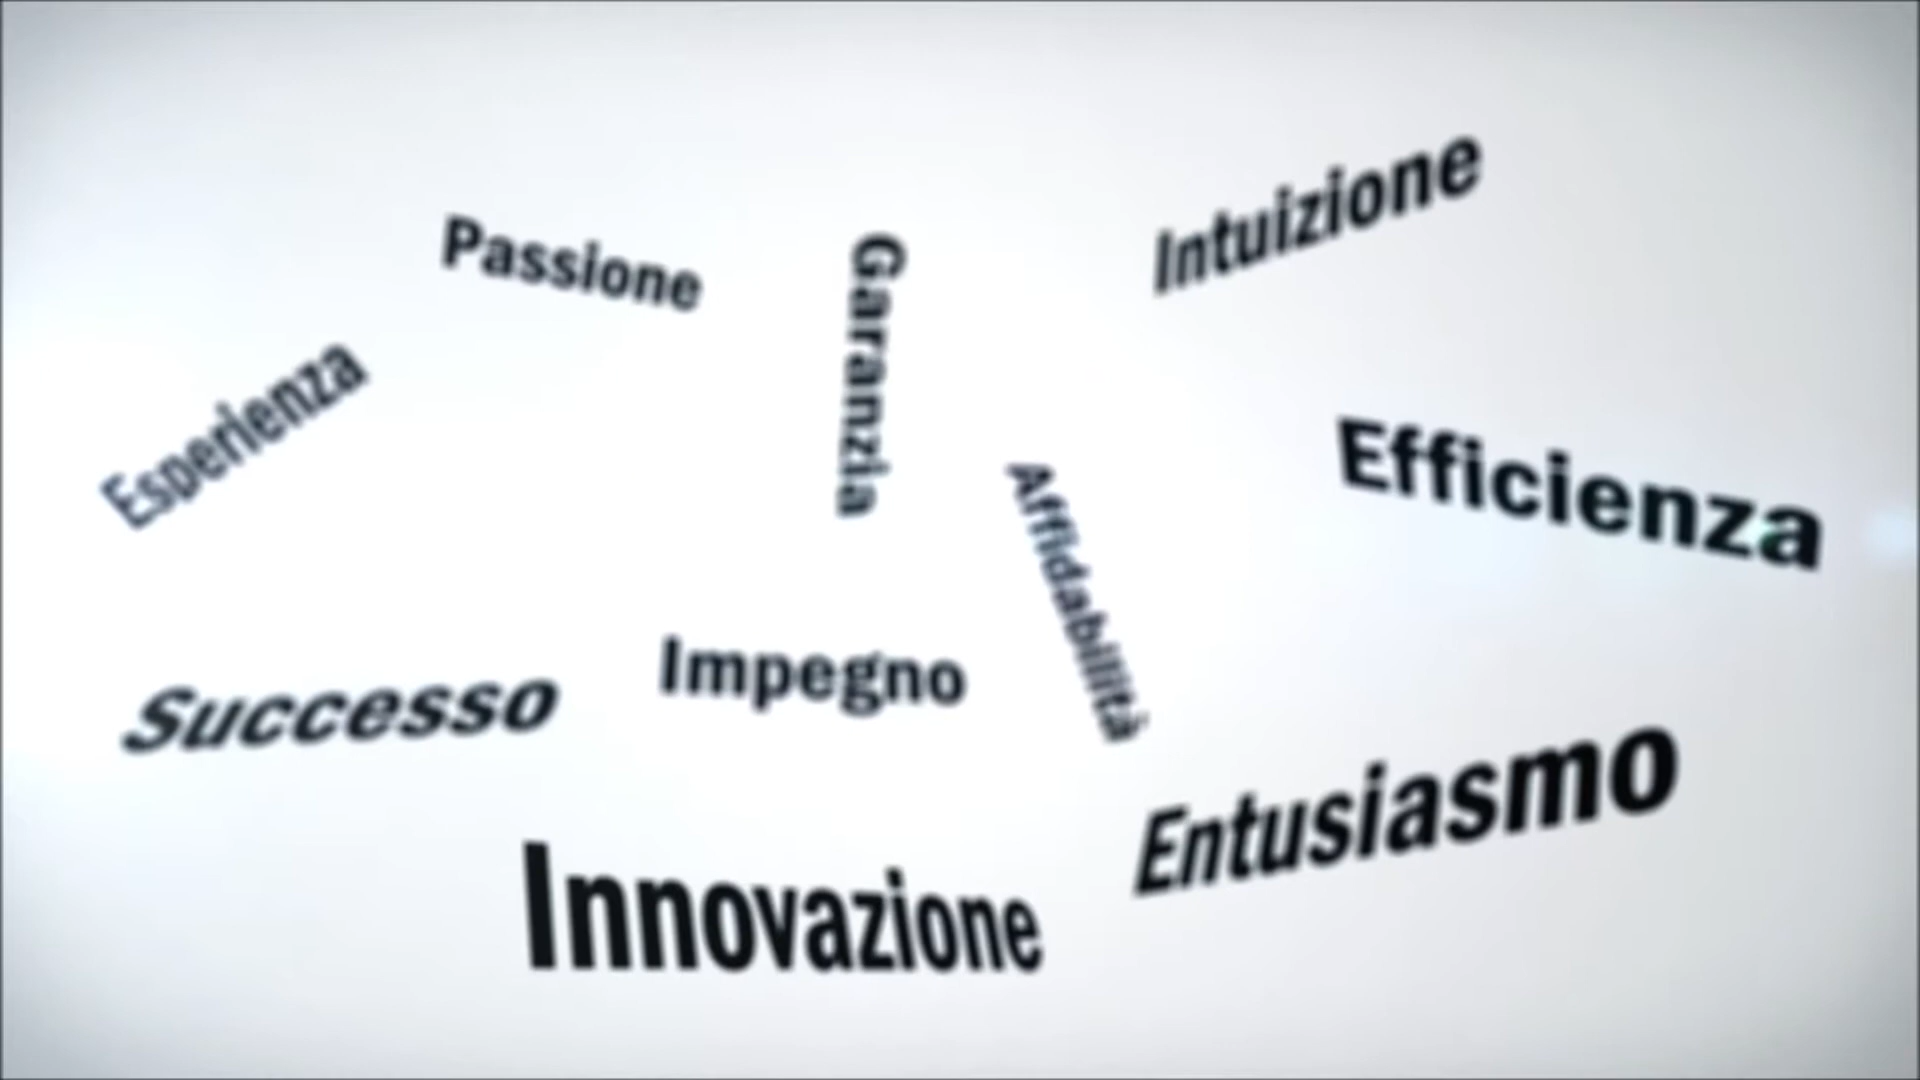 Intuizione
Passione
Garanzia
Esperienza
Efficienza
Affidabilità
Impegno
Successo
Entusiasmo
Innovazione